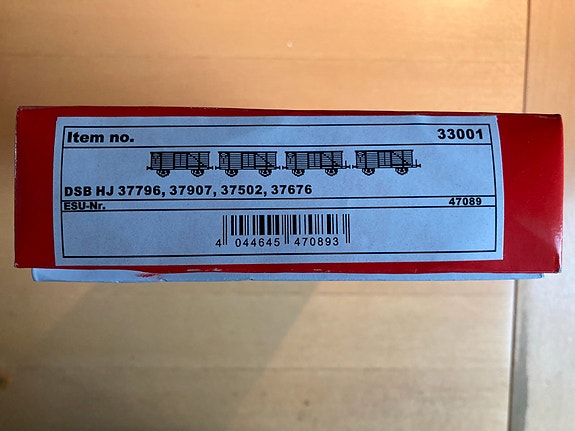 Item no. 33001
DSB HJ 37796, 37907, 37502, 37676
ESU-Nr. 47089
4 044645 470893